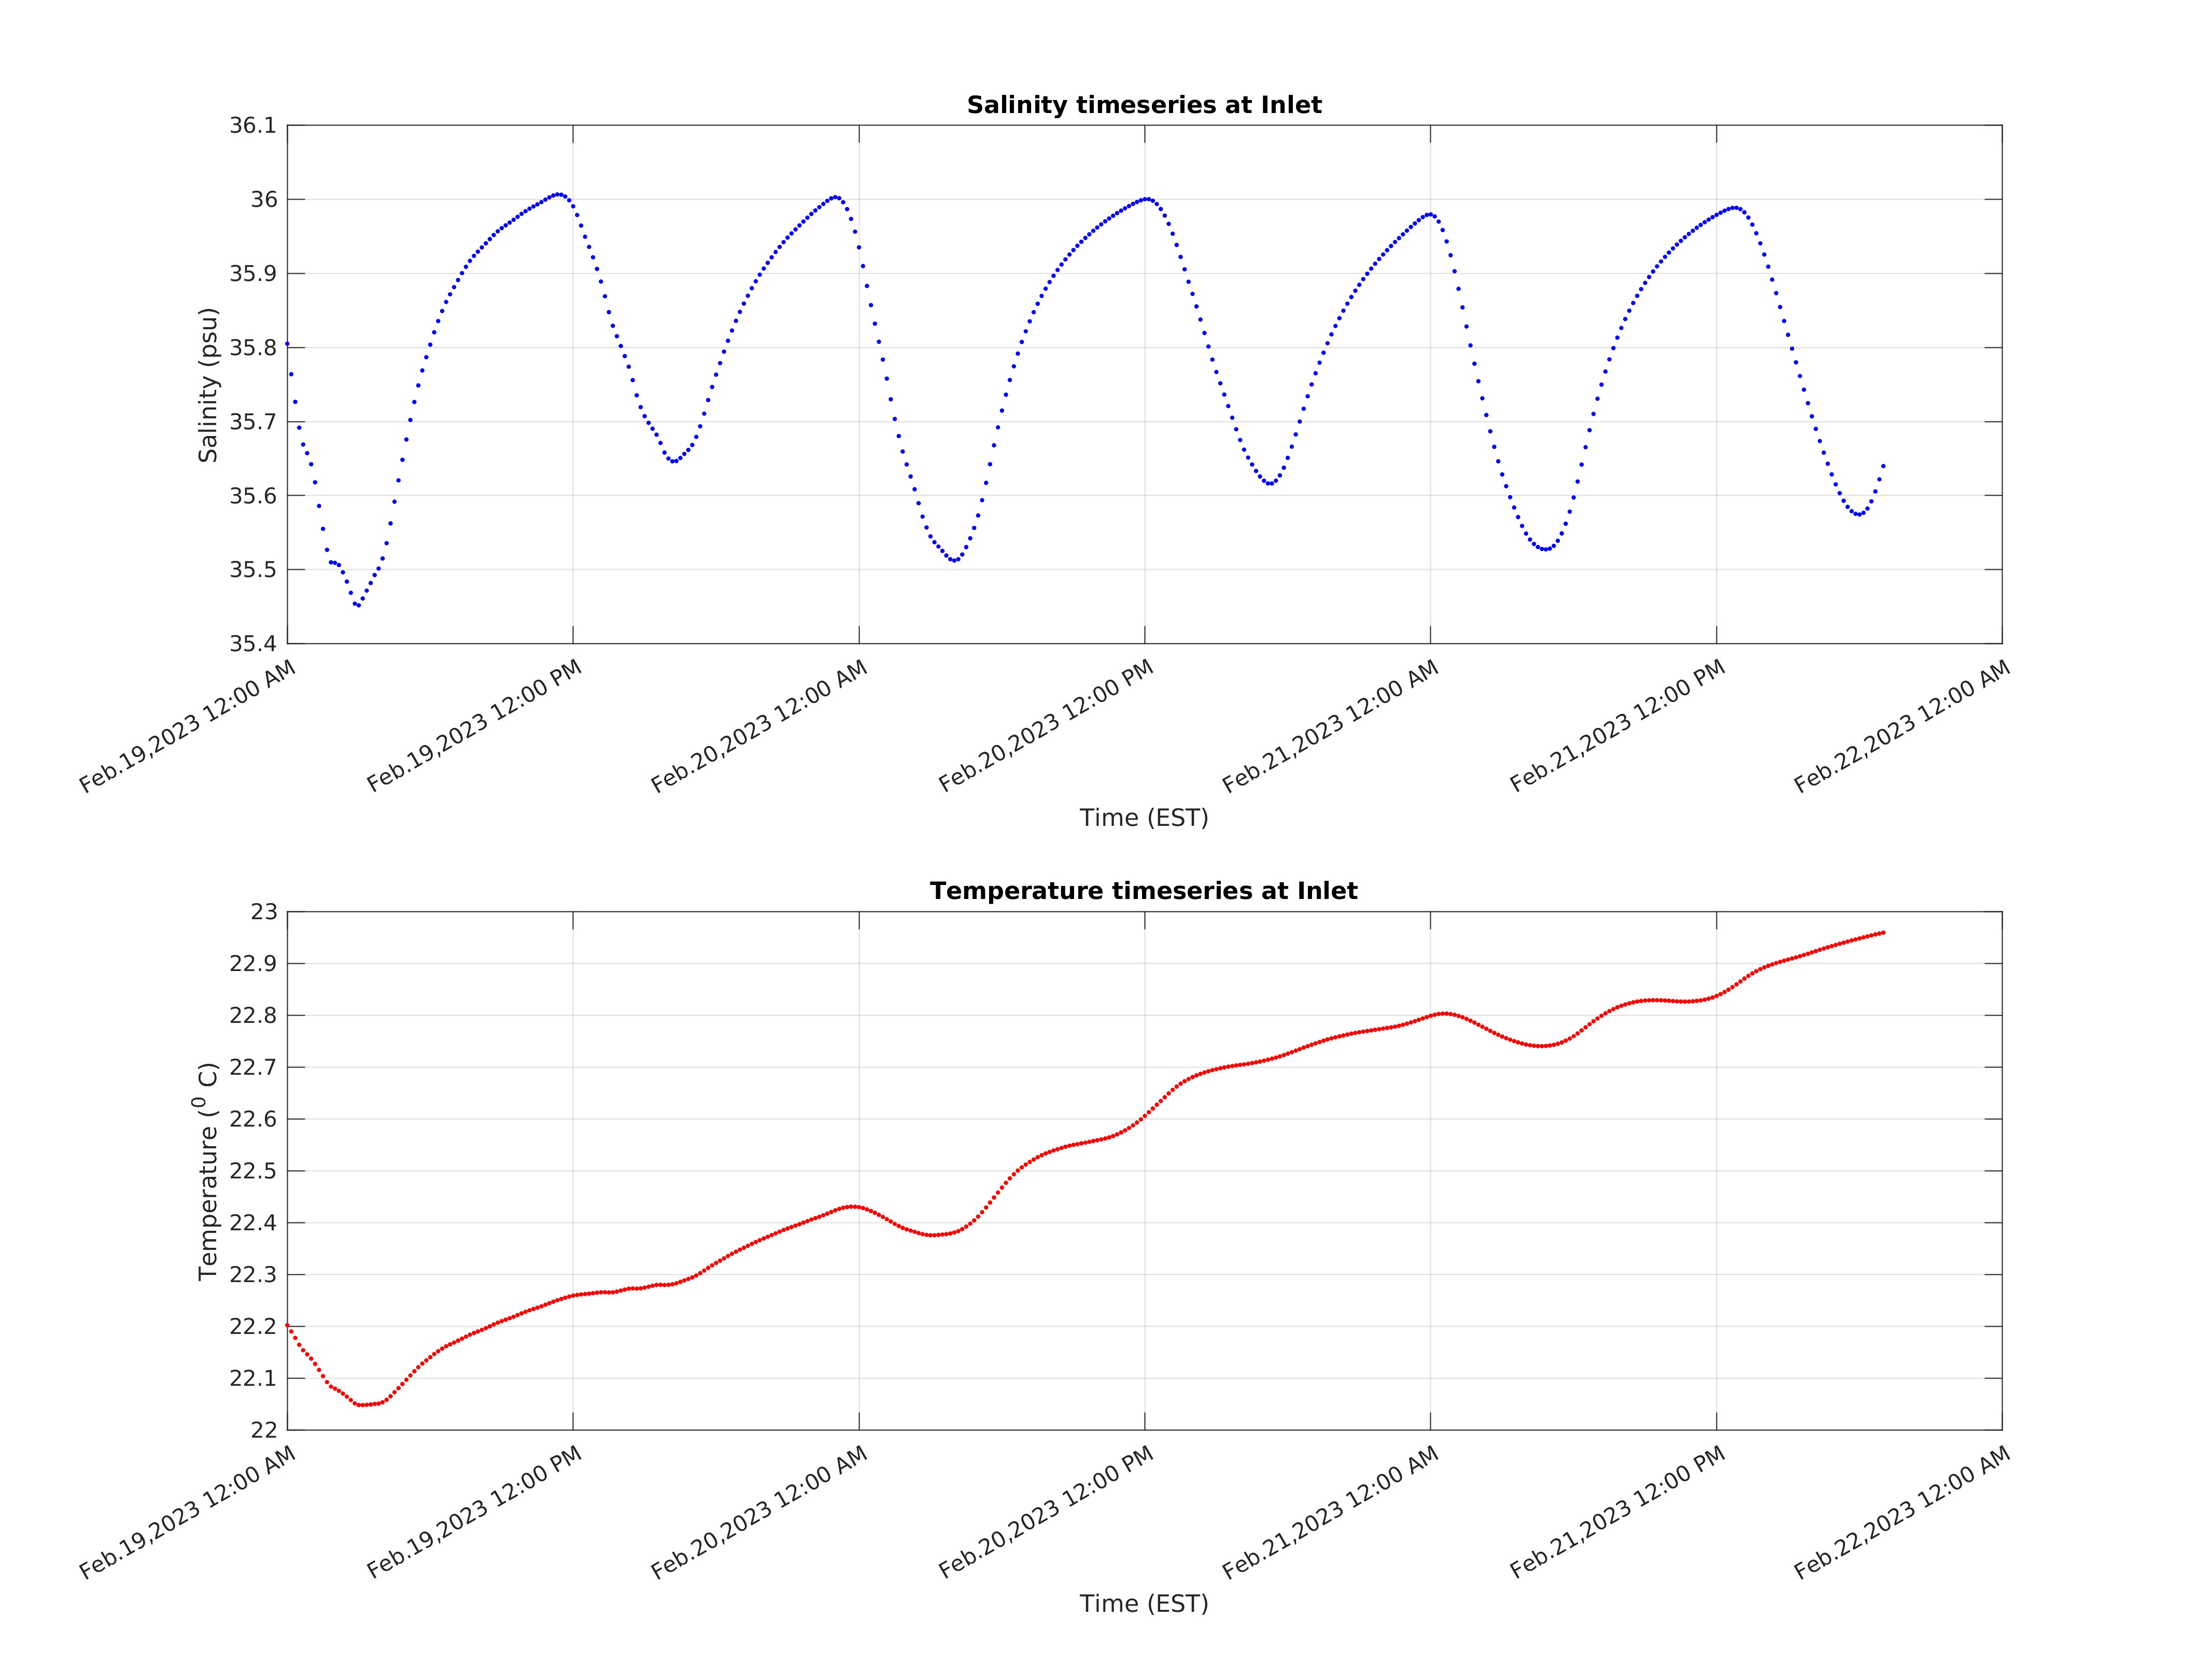 Salinity timeseries at Inlet
36.1
36
35.9
35.8
35.7
35.6
35.5
35.4
Salinity (psu)
Feb.19,2023 12:00 AM
Feb.19,2023 12:00 PM
Feb.20,2023 12:00 AM
Feb.20,2023 12:00 PM
Feb.21,2023 12:00 AM
Feb.21,2023 12:00 PM
Feb.22,2023 12:00 AM
Time (EST)
Temperature timeseries at Inlet
23
22.9
22.8
22.7
22.6
22.5
22.4
22.3
22.2
22.1
22
Temperature (⁰ C)
Feb.19,2023 12:00 AM
Feb.19,2023 12:00 PM
Feb.20,2023 12:00 AM
Feb.20,2023 12:00 PM
Feb.21,2023 12:00 AM
Feb.21,2023 12:00 PM
Feb.22,2023 12:00 AM
Time (EST)